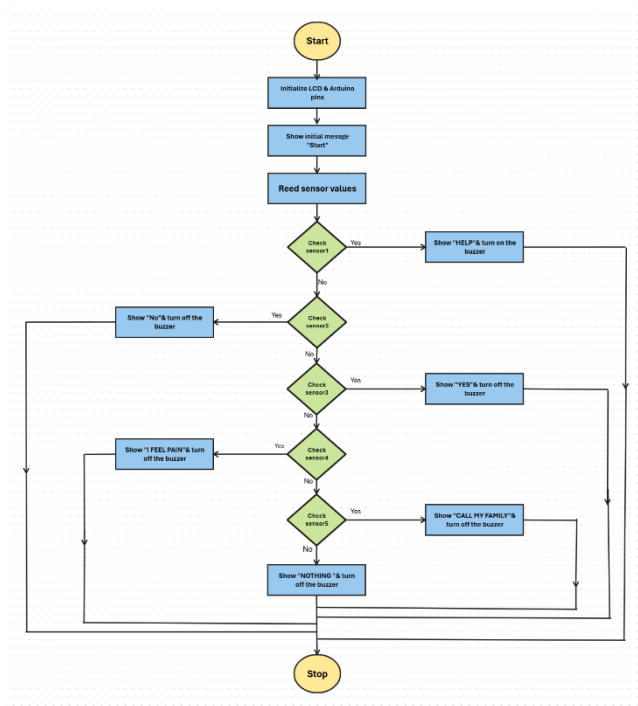 Start
Initialize LCD & Arduino
pins
Show initial messge
"Start"
Reed sensor values
Check
sensor1
Yes
Show "HELP"& turn on the
buzzer
No
Check
sensor2
Yes
Show "No"& turn off the
buzzer
No
Check
sensor3
Yes
Show "YES"& turn off the
buzzer
No
Check
sensor4
Yes
Show "I FEEL PAIN"& turn
off the buzzer
No
Check
sensor5
Yes
Show "CALL MY FAMILY"&
turn off the buzzer
No
Show "NOTHING "& turn
off the buzzer
Stop